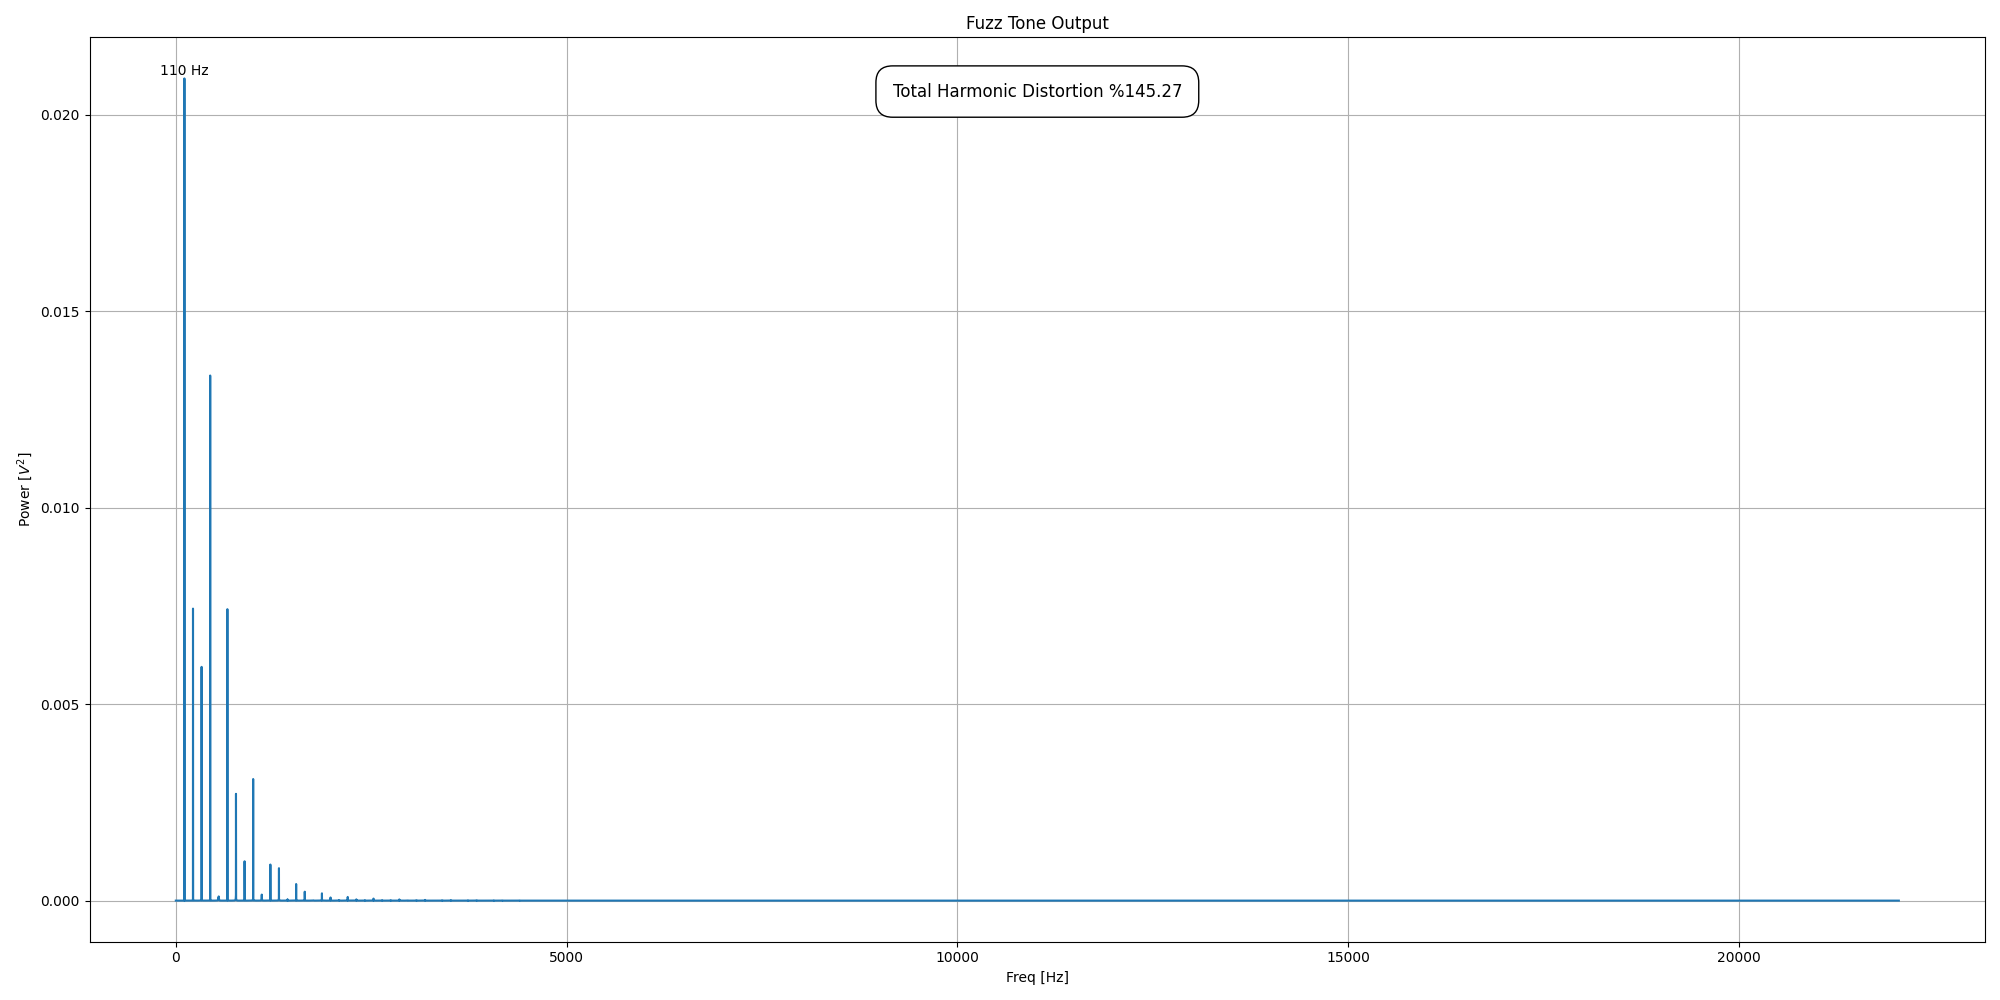 Fuzz Tone Output
110 Hz
Total Harmonic Distortion %145.27
0.020
0.015
0.010
0.005
0.000
Power [V²]
0
5000
10000
15000
20000
Freq [Hz]